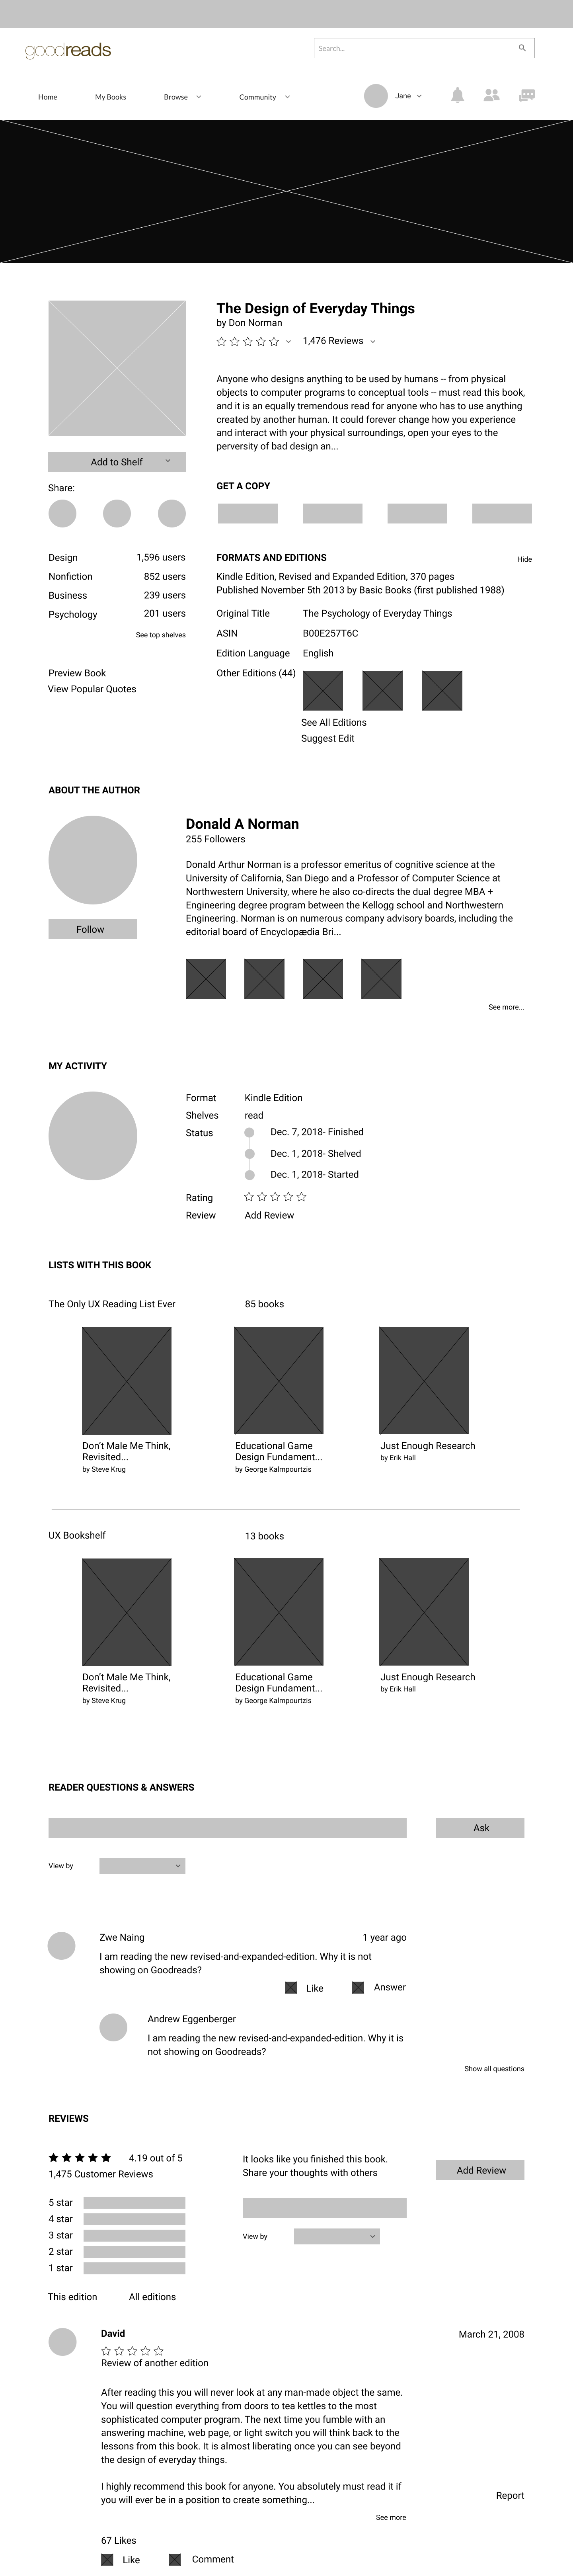 goodreads
Search...
Home
My Books
Browse
Community
Jane
The Design of Everyday Things
by Don Norman
1,476 Reviews
Anyone who designs anything to be used by humans -- from physical
objects to computer programs to conceptual tools -- must read this book,
and it is an equally tremendous read for anyone who has to use anything
created by another human. It could forever change how you experience
and interact with your physical surroundings, open your eyes to the
perversity of bad design an...
Add to Shelf
Share:
GET A COPY
Design 1,596 users
Nonfiction 852 users
Business 239 users
Psychology 201 users
See top shelves
Preview Book
View Popular Quotes
FORMATS AND EDITIONS
Hide
Kindle Edition, Revised and Expanded Edition, 370 pages
Published November 5th 2013 by Basic Books (first published 1988)
Original Title The Psychology of Everyday Things
ASIN B00E257T6C
Edition Language English
Other Editions (44)
See All Editions
Suggest Edit
ABOUT THE AUTHOR
Donald A Norman
255 Followers
Follow
Donald Arthur Norman is a professor emeritus of cognitive science at the
University of California, San Diego and a Professor of Computer Science at
Northwestern University, where he also co-directs the dual degree MBA +
Engineering degree program between the Kellogg school and Northwestern
Engineering. Norman is on numerous company advisory boards, including the
editorial board of Encyclopædia Bri...
See more...
MY ACTIVITY
Format Kindle Edition
Shelves read
Status Dec. 7, 2018- Finished
Dec. 1, 2018- Shelved
Dec. 1, 2018- Started
Rating
Review Add Review
LISTS WITH THIS BOOK
The Only UX Reading List Ever 85 books
Don't Male Me Think,
Revisited...
by Steve Krug
Educational Game
Design Fundament...
by George Kalmpourtzis
Just Enough Research
by Erik Hall
UX Bookshelf 13 books
Don't Male Me Think,
Revisited...
by Steve Krug
Educational Game
Design Fundament...
by George Kalmpourtzis
Just Enough Research
by Erik Hall
READER QUESTIONS & ANSWERS
Ask
View by
Zwe Naing 1 year ago
I am reading the new revised-and-expanded-edition. Why it is not
showing on Goodreads?
Like Answer
Andrew Eggenberger
I am reading the new revised-and-expanded-edition. Why it is
not showing on Goodreads?
Show all questions
REVIEWS
4.19 out of 5
1,475 Customer Reviews
5 star
4 star
3 star
2 star
1 star
This edition All editions
It looks like you finished this book.
Share your thoughts with others
Add Review
View by
David March 21, 2008
Review of another edition
After reading this you will never look at any man-made object the same.
You will question everything from doors to tea kettles to the most
sophisticated computer program. The next time you fumble with an
answering machine, web page, or light switch you will think back to the
lessons from this book. It is almost liberating once you can see beyond
the design of everyday things.
I highly recommend this book for anyone. You absolutely must read it if
you will ever be in a position to create something...
Report
See more
67 Likes
Like Comment